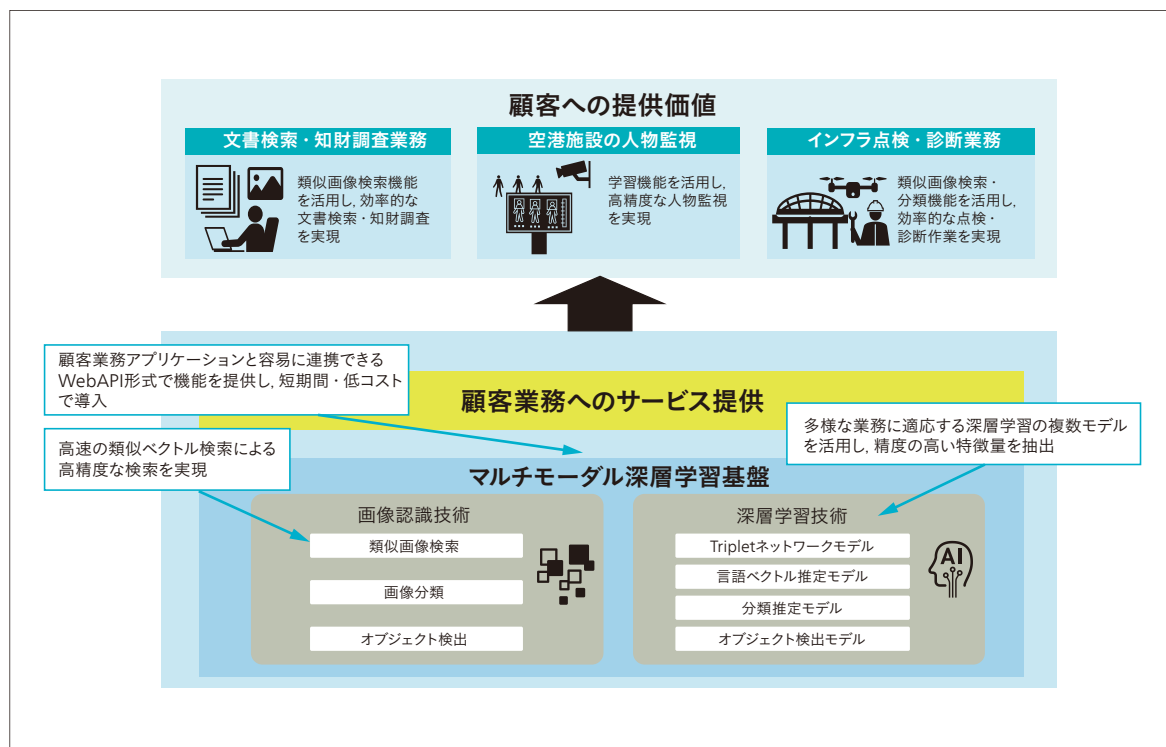 顧客への提供価値
文書検索・知財調査業務
類似画像検索機能
を活用し, 効率的な
文書検索・知財調査
を実現
空港施設の人物監視
学習機能を活用し,
高精度な人物監視
を実現
インフラ点検・診断業務
類似画像検索・
分類機能を活用し,
効率的な点検・
診断作業を実現
顧客業務アプリケーションと容易に連携できる
WebAPI形式で機能を提供し, 短期間・低コスト
で導入
顧客業務へのサービス提供
高速の類似ベクトル検索による
高精度な検索を実現
多様な業務に適応する深層学習の複数モデル
を活用し, 精度の高い特徴量を抽出
マルチモーダル深層学習基盤
画像認識技術
類似画像検索
画像分類
オブジェクト検出
深層学習技術
Tripletネットワークモデル
言語ベクトル推定モデル
分類推定モデル
オブジェクト検出モデル
AI